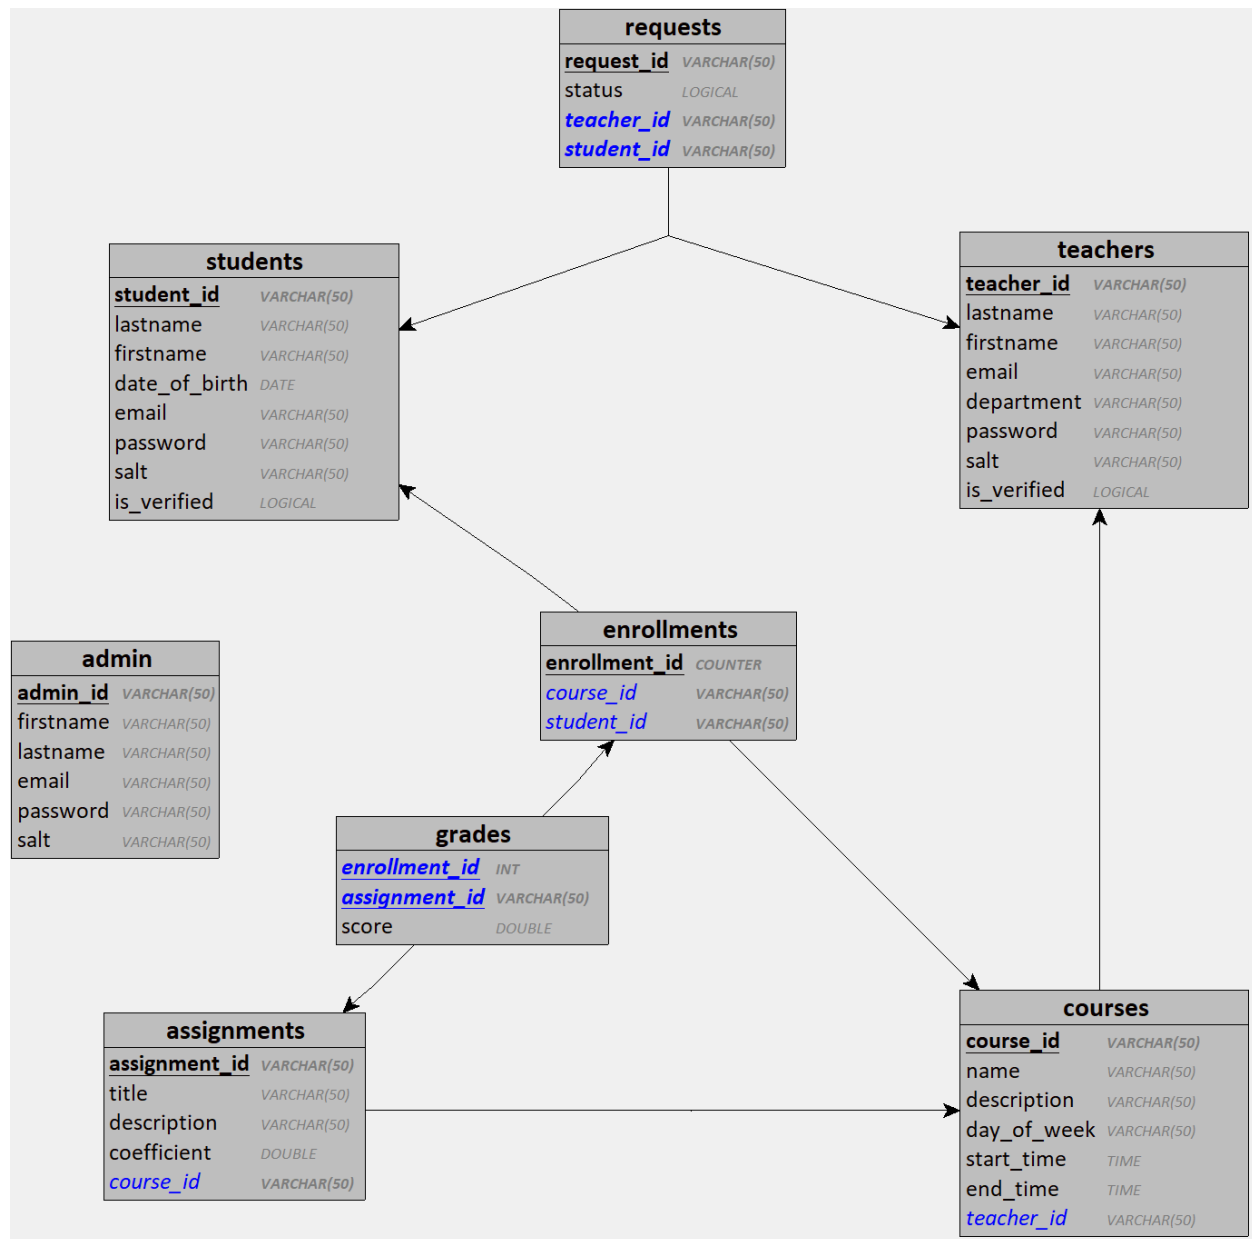 requests
request_id VARCHAR(50)
status LOGICAL
teacher_id VARCHAR(50)
student_id VARCHAR(50)
students
student_id VARCHAR(50)
lastname VARCHAR(50)
firstname VARCHAR(50)
date_of_birth DATE
email VARCHAR(50)
password VARCHAR(50)
salt VARCHAR(50)
is_verified LOGICAL
teachers
teacher_id VARCHAR(50)
lastname VARCHAR(50)
firstname VARCHAR(50)
email VARCHAR(50)
department VARCHAR(50)
password VARCHAR(50)
salt VARCHAR(50)
is_verified LOGICAL
enrollments
enrollment_id COUNTER
course_id VARCHAR(50)
student_id VARCHAR(50)
admin
admin_id VARCHAR(50)
firstname VARCHAR(50)
lastname VARCHAR(50)
email VARCHAR(50)
password VARCHAR(50)
salt VARCHAR(50)
grades
enrollment_id INT
assignment_id VARCHAR(50)
score DOUBLE
assignments
assignment_id VARCHAR(50)
title VARCHAR(50)
description VARCHAR(50)
coefficient DOUBLE
course_id VARCHAR(50)
courses
course_id VARCHAR(50)
name VARCHAR(50)
description VARCHAR(50)
day_of_week VARCHAR(50)
start_time TIME
end_time TIME
teacher_id VARCHAR(50)